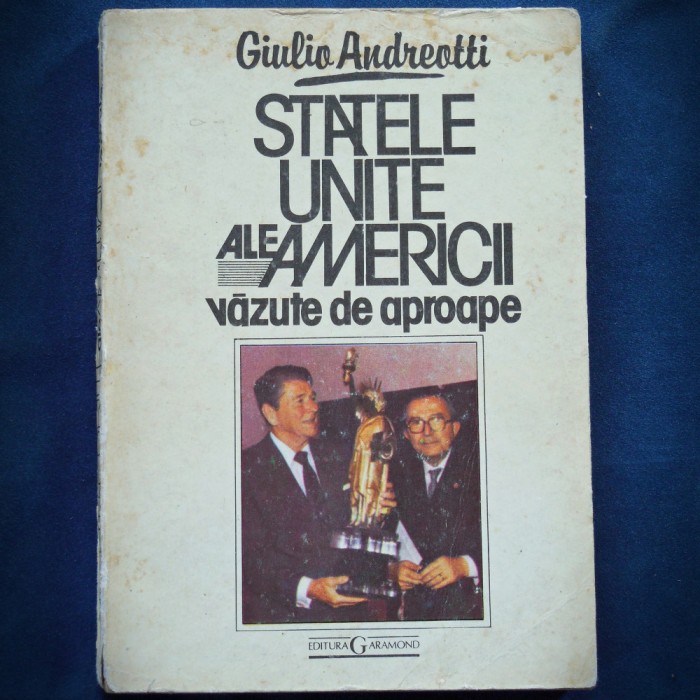 Giulio Andreotti
STATELE
UNITE
ALE AMERICII
văzute de aproape
EDITURA GARAMOND